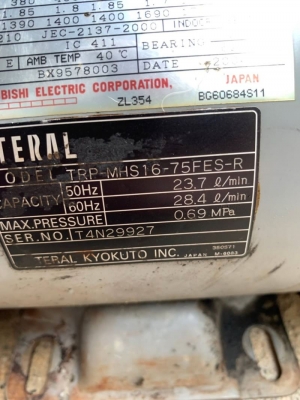 1.85 1.8 1.85
1390 1400 1400 1690
210 JEC-2137-2000 INDOOR
IC 411 BEARING
AMB TEMP 40℃
BX9578003 DATE
BISHI ELECTRIC CORPORATION, JAPAN
ZL354 BG60684S11
TERAL
MODEL TRP-MHS16-75FES-R
CAPACITY 50Hz 23.7 ℓ/min
60Hz 28.4 ℓ/min
MAX.PRESSURE 0.69 MPa
SER.NO. T4N29927
TERAL KYOKUTO INC. JAPAN